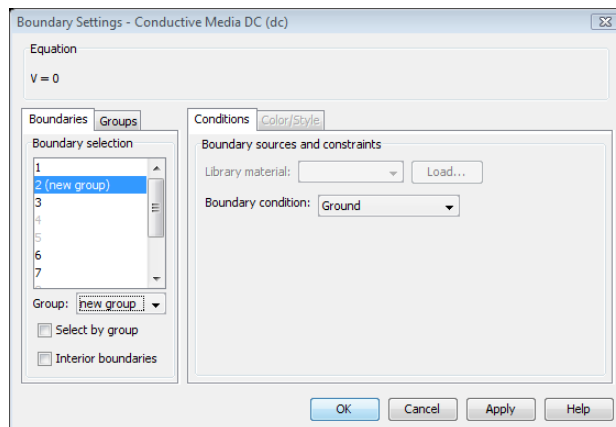 Boundary Settings - Conductive Media DC (dc)
Equation
V = 0
Boundaries Groups
Boundary selection
1
2 (new group)
3
4
5
6
7
Group: new group
Select by group
Interior boundaries
Conditions Color/Style
Boundary sources and constraints
Library material: Load...
Boundary condition: Ground
OK Cancel Apply Help